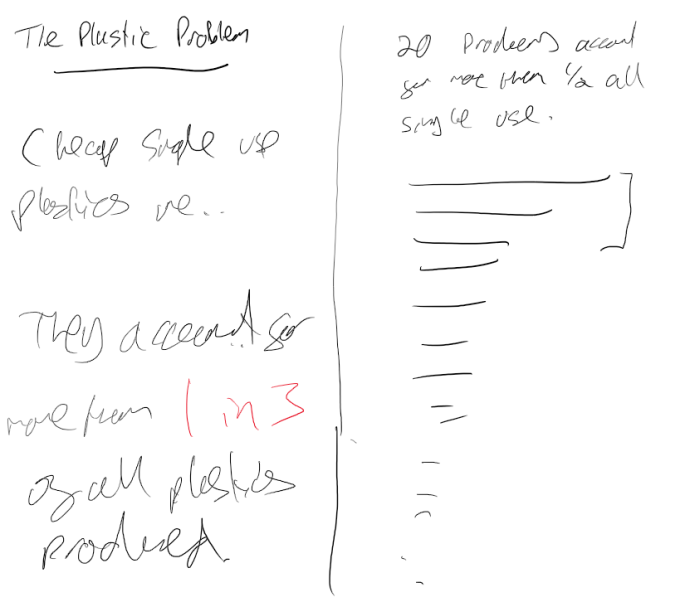 The Plastic Problem
Cheap single use
plastics are..
They account for
more than 1 in 3
of all plastics
produced.
20 Producers account
for more then 1/2 all
single use.